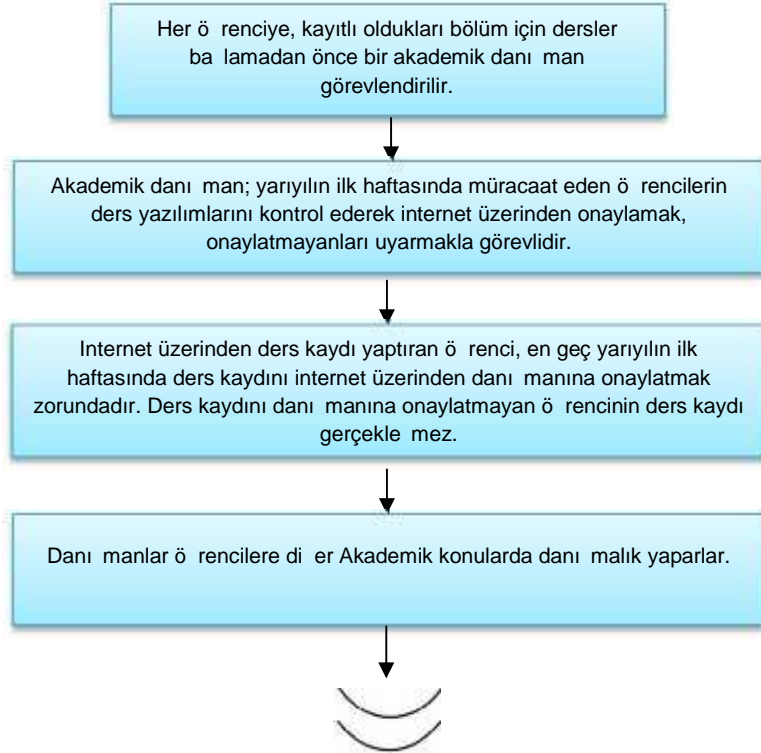 Her ö renciye, kayıtlı oldukları bölüm için dersler
ba lamadan önce bir akademik danı man
görevlendirilir.
Akademik danı man; yarıyılın ilk haftasında müracaat eden ö rencilerin
ders yazılımlarını kontrol ederek internet üzerinden onaylamak,
onaylatmayanları uyarmakla görevlidir.
Internet üzerinden ders kaydı yaptıran ö renci, en geç yarıyılın ilk
haftasında ders kaydını internet üzerinden danı manına onaylatmak
zorundadır. Ders kaydını danı manına onaylatmayan ö rencinin ders kaydı
gerçekle mez.
Danı manlar ö rencilere di er Akademik konularda danı malık yaparlar.